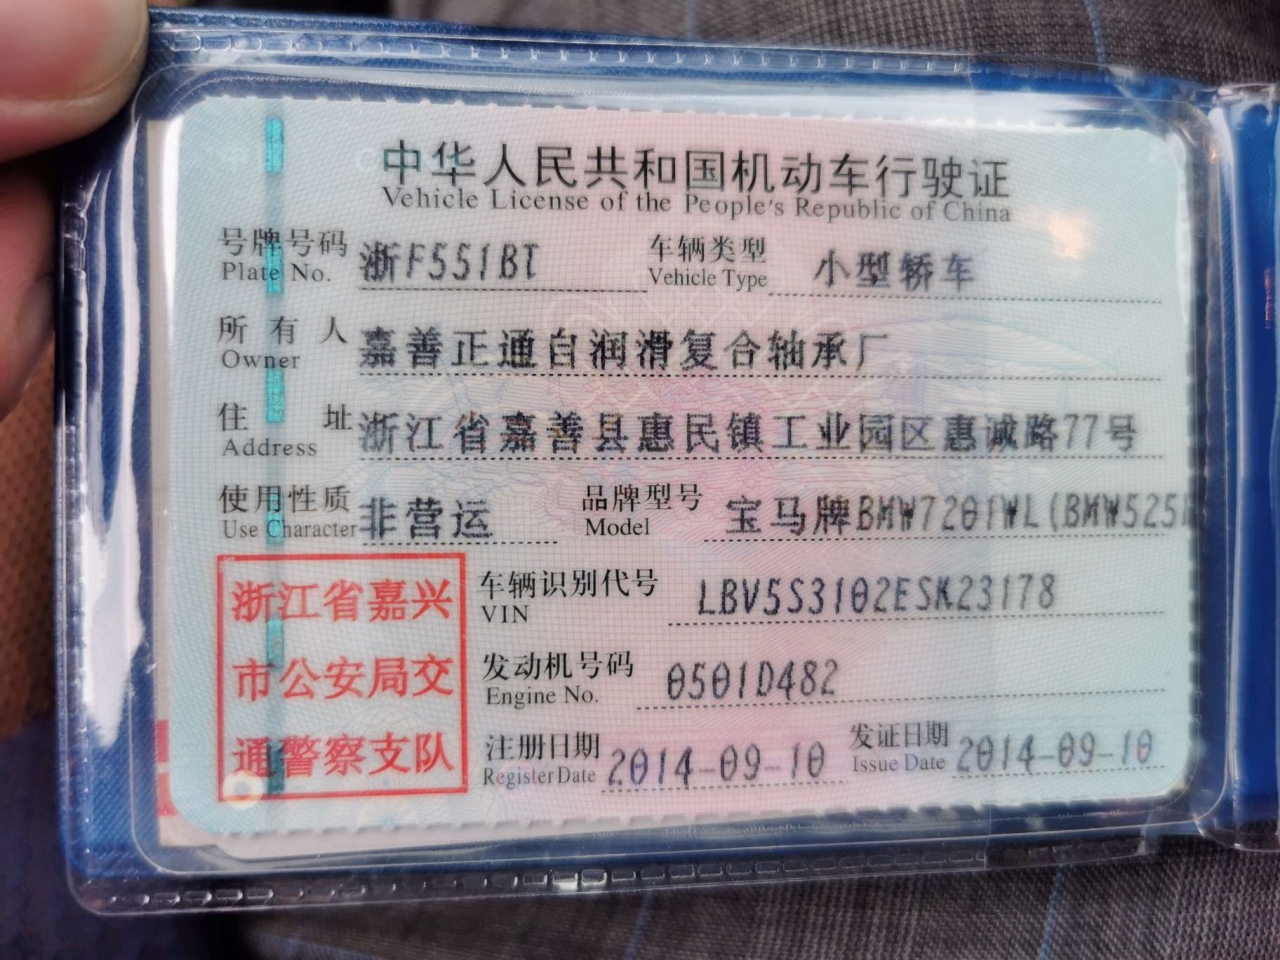 中华人民共和国机动车行驶证
Vehicle License of the People's Republic of China
号牌号码 浙F551BT 车辆类型 小型轿车
Plate No. Vehicle Type
所有人 嘉善正通自润滑复合轴承厂
Owner
住址 浙江省嘉善县惠民镇工业园区惠诚路77号
Address
使用性质 非营运 品牌型号 宝马牌BMW7201WL(BMW525
Use Character Model
浙江省嘉兴
市公安局交
通警察支队
车辆识别代号 LBV5S3102ESK23178
VIN
发动机号码 0501D482
Engine No.
注册日期 2014-09-10 发证日期 2014-09-10
Register Date Issue Date